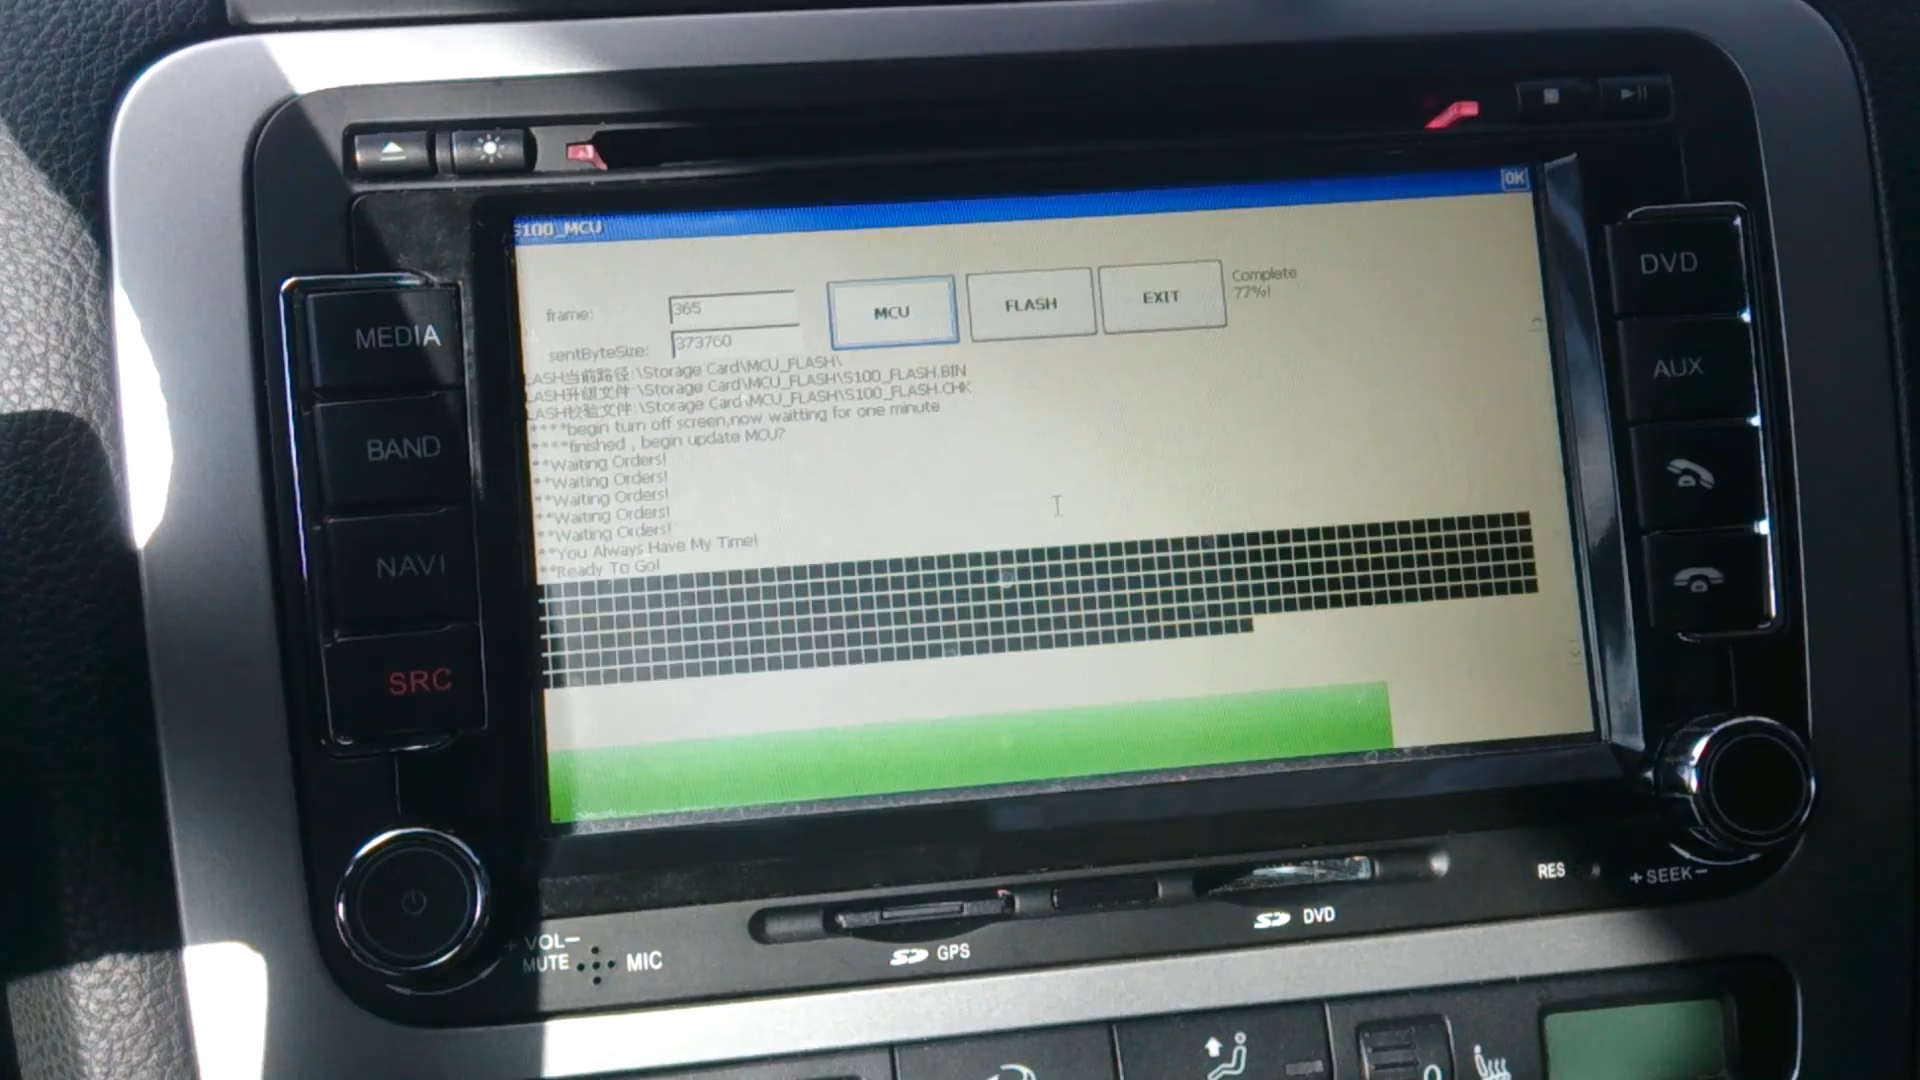 OK
S100_MCU
Complete
77%!
frame:
365
MCU
FLASH
EXIT
sentByteSize:
373760
LASH当前路径:\Storage Card\MCU_FLASH\
LASH升级文件:\Storage Card\MCU_FLASH\S100_FLASH.BIN
LASH校验文件:\Storage Card\MCU_FLASH\S100_FLASH.CHK
****begin turn off screen,now waitting for one minute
****finished , begin update MCU?
**Waiting Orders!
**Waiting Orders!
**Waiting Orders!
**Waiting Orders!
**Waiting Orders!
**You Always Have My Time!
**Ready To Go!
MEDIA
BAND
NAVI
SRC
DVD
AUX
+ VOL−
MUTE
MIC
GPS
DVD
RES
+SEEK−